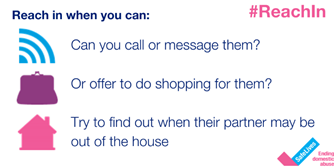 Reach in when you can:
#ReachIn
Can you call or message them?
Or offer to do shopping for them?
Try to find out when their partner may be
out of the house
SafeLives
Ending
domestic
abuse